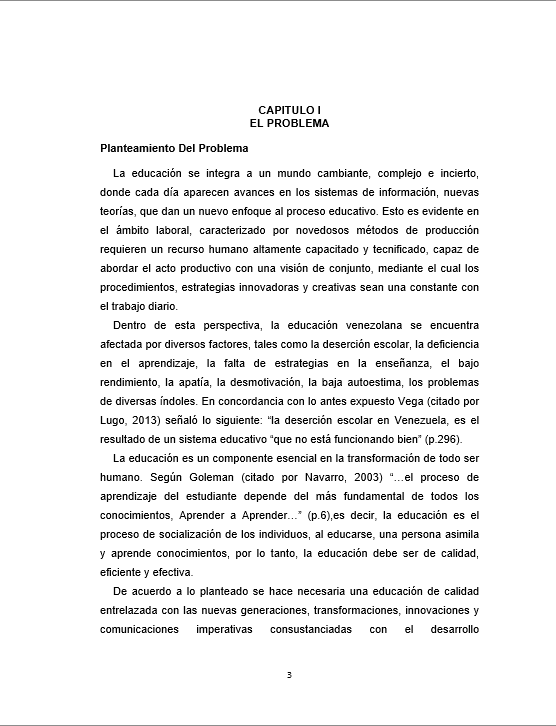 CAPITULO I
EL PROBLEMA
Planteamiento Del Problema
La educación se integra a un mundo cambiante, complejo e incierto,
donde cada día aparecen avances en los sistemas de información, nuevas
teorías, que dan un nuevo enfoque al proceso educativo. Esto es evidente en
el ámbito laboral, caracterizado por novedosos métodos de producción
requieren un recurso humano altamente capacitado y tecnificado, capaz de
abordar el acto productivo con una visión de conjunto, mediante el cual los
procedimientos, estrategias innovadoras y creativas sean una constante con
el trabajo diario.
Dentro de esta perspectiva, la educación venezolana se encuentra
afectada por diversos factores, tales como la deserción escolar, la deficiencia
en el aprendizaje, la falta de estrategias en la enseñanza, el bajo
rendimiento, la apatía, la desmotivación, la baja autoestima, los problemas
de diversas índoles. En concordancia con lo antes expuesto Vega (citado por
Lugo, 2013) señaló lo siguiente: “la deserción escolar en Venezuela, es el
resultado de un sistema educativo “que no está funcionando bien” (p.296).
La educación es un componente esencial en la transformación de todo ser
humano. Según Goleman (citado por Navarro, 2003) “…el proceso de
aprendizaje del estudiante depende del más fundamental de todos los
conocimientos, Aprender a Aprender…” (p.6),es decir, la educación es el
proceso de socialización de los individuos, al educarse, una persona asimila
y aprende conocimientos, por lo tanto, la educación debe ser de calidad,
eficiente y efectiva.
De acuerdo a lo planteado se hace necesaria una educación de calidad
entrelazada con las nuevas generaciones, transformaciones, innovaciones y
comunicaciones imperativas consustanciadas con el desarrollo
3